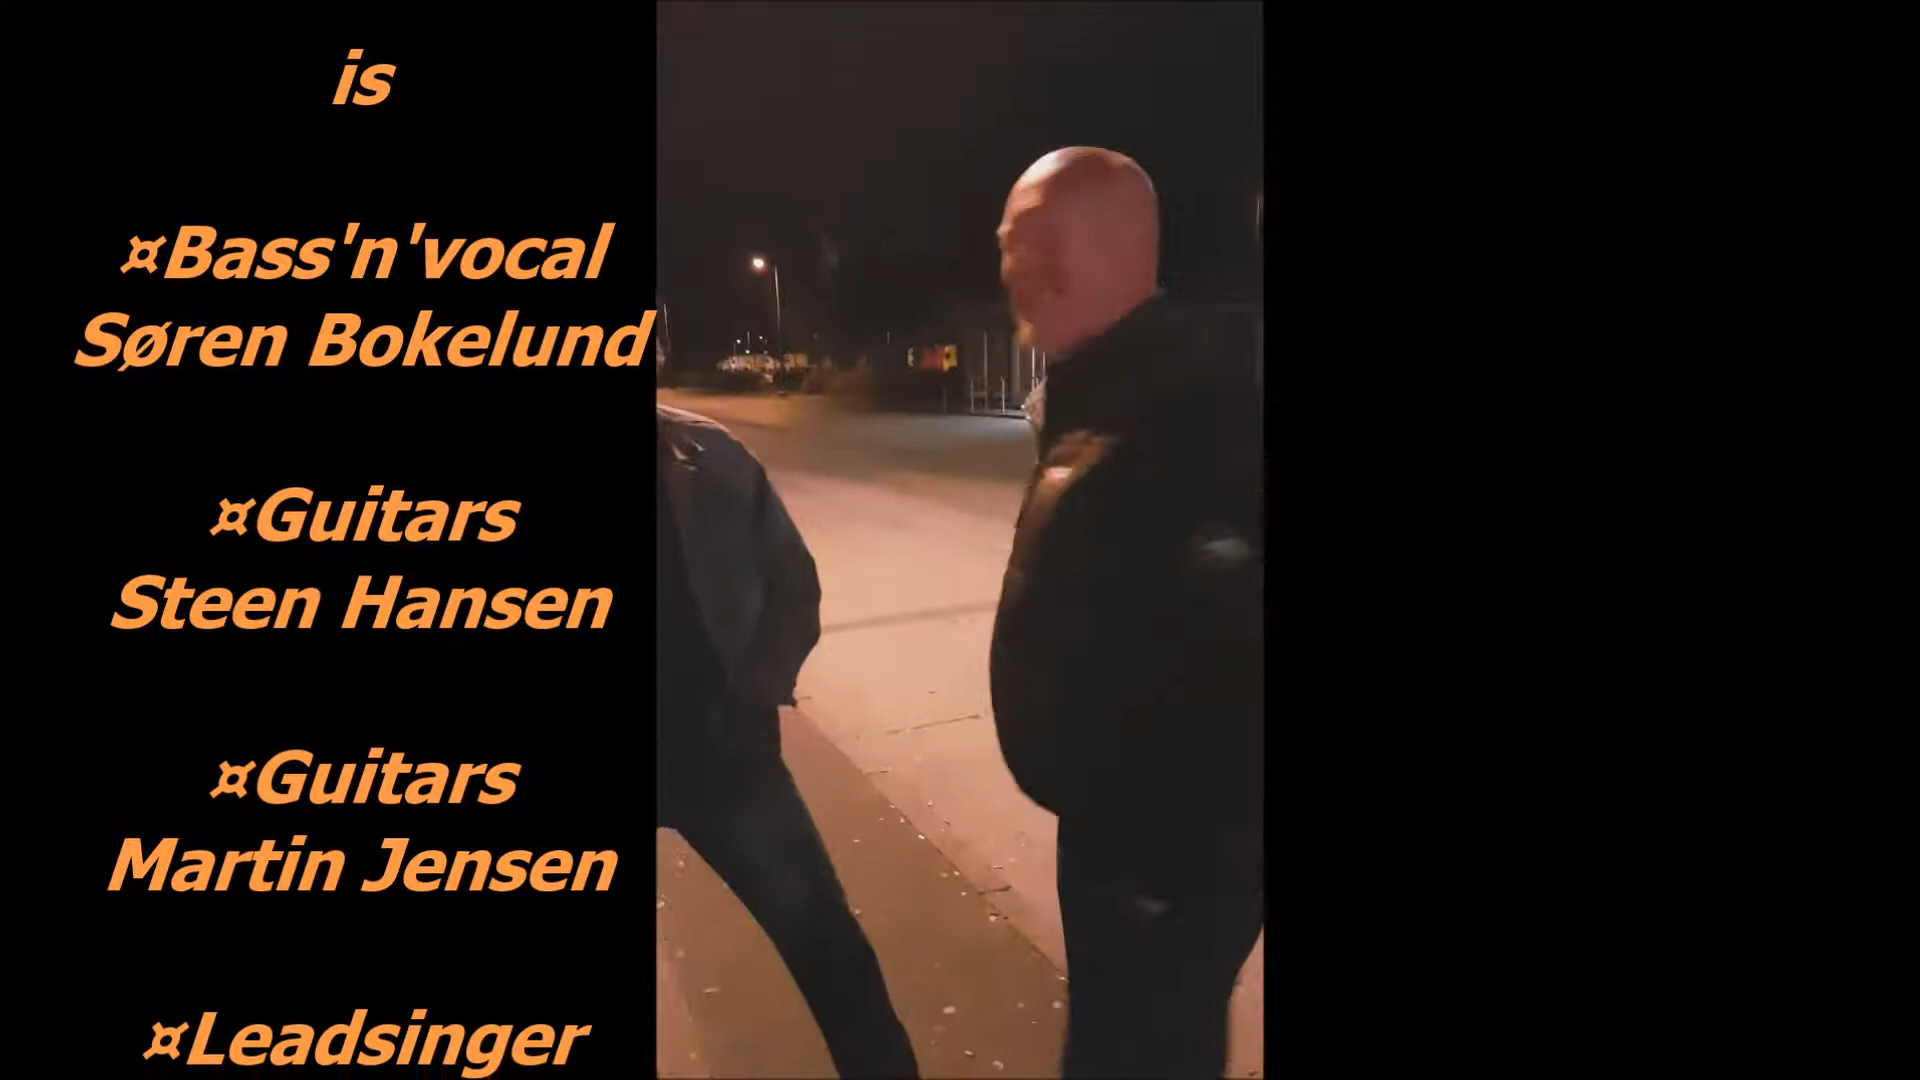 is
¤Bass'n'vocal
Søren Bokelund
¤Guitars
Steen Hansen
¤Guitars
Martin Jensen
¤Leadsinger